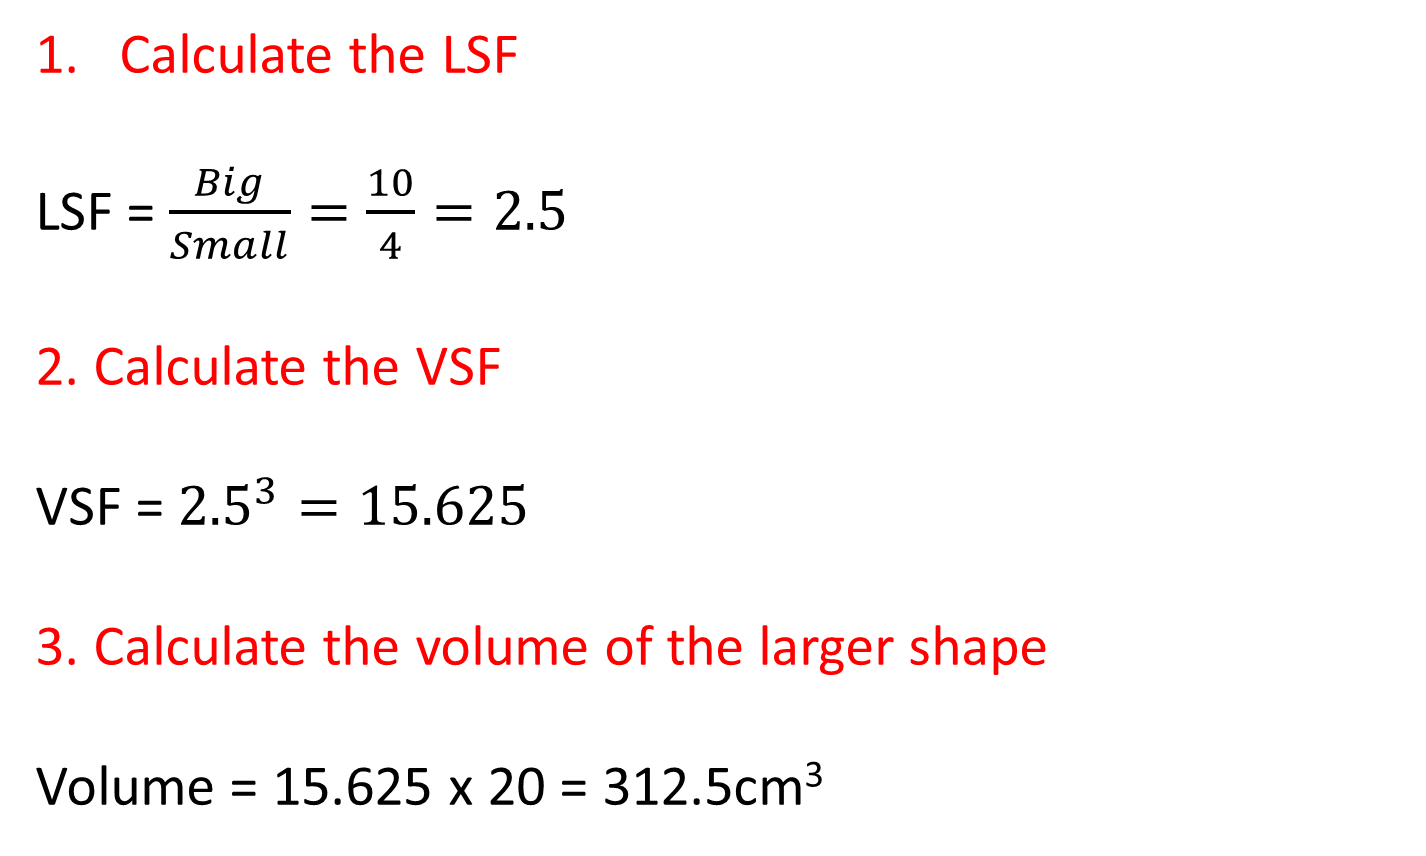 1. Calculate the LSF
LSF = Big/Small = 10/4 = 2.5
2. Calculate the VSF
VSF = 2.5³ = 15.625
3. Calculate the volume of the larger shape
Volume = 15.625 x 20 = 312.5cm³